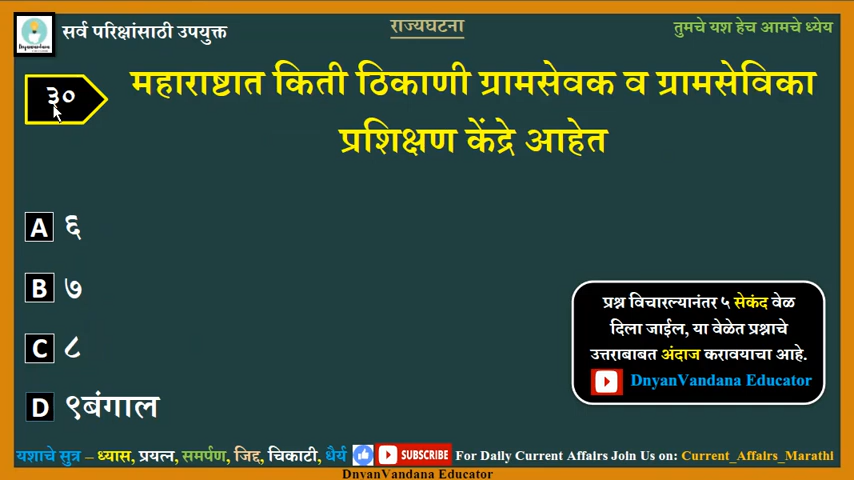 सर्व परिक्षांसाठी उपयुक्त
राज्यघटना
तुमचे यश हेच आमचे ध्येय
३०
महाराष्टात किती ठिकाणी ग्रामसेवक व ग्रामसेविका
प्रशिक्षण केंद्रे आहेत
A ६
B ७
C ८
D ९बंगाल
प्रश्न विचारल्यानंतर ५ सेकंद वेळ
दिला जाईल, या वेळेत प्रश्नाचे
उत्तराबाबत अंदाज करावयाचा आहे.
DnyanVandana Educator
यशाचे सुत्र – ध्यास, प्रयत्न, समर्पण, जिद्द, चिकाटी, धैर्य SUBSCRIBE For Daily Current Affairs Join Us on: Current_Affairs_Marathi
DnyanVandana Educator